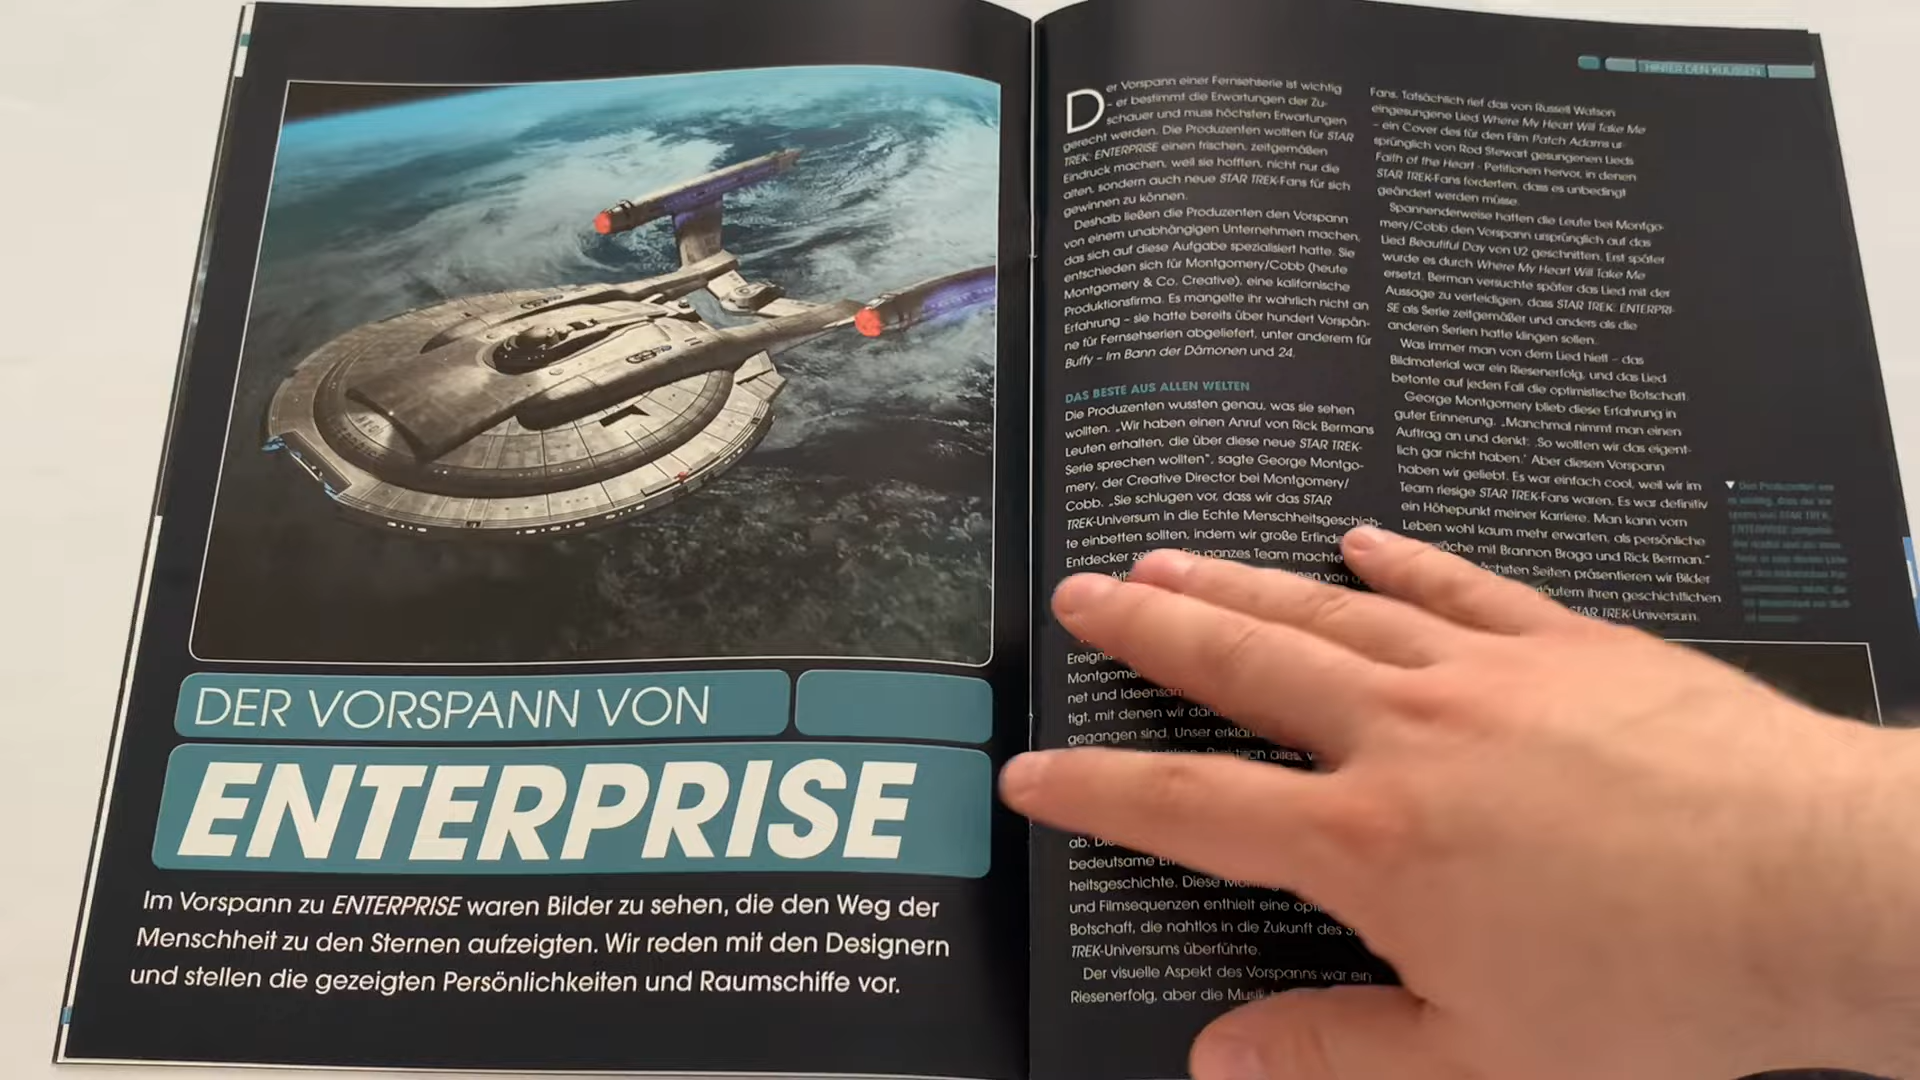 DER VORSPANN VON
ENTERPRISE
Im Vorspann zu ENTERPRISE waren Bilder zu sehen, die den Weg der
Menschheit zu den Sternen aufzeigten. Wir reden mit den Designern
und stellen die gezeigten Persönlichkeiten und Raumschiffe vor.
HINTER DEN KULISSEN
Der Vorspann einer Fernsehserie ist wichtig
– er bestimmt die Erwartungen der Zu-
schauer und muss höchsten Erwartungen
gerecht werden. Die Produzenten wollten für STAR
TREK: ENTERPRISE einen frischen, zeitgemäßen
Eindruck machen, weil sie hofften, nicht nur die
alten, sondern auch neue STAR TREK-Fans für sich
gewinnen zu können.
Deshalb ließen die Produzenten den Vorspann
von einem unabhängigen Unternehmen machen,
das sich auf diese Aufgabe spezialisiert hatte. Sie
entschieden sich für Montgomery/Cobb (heute
Montgomery & Co. Creative), eine kalifornische
Produktionsfirma. Es mangelte ihr wahrlich nicht an
Erfahrung – sie hatte bereits über hundert Vorspän-
ne für Fernsehserien abgeliefert, unter anderem für
Buffy – Im Bann der Dämonen und 24.
DAS BESTE AUS ALLEN WELTEN
Die Produzenten wussten genau, was sie sehen
wollten. „Wir haben einen Anruf von Rick Bermans
Leuten erhalten, die über diese neue STAR TREK-
Serie sprechen wollten“, sagte George Montgo-
mery, der Creative Director bei Montgomery/
Cobb. „Sie schlugen vor, dass wir das STAR
TREK-Universum in die Echte Menschheitsgeschich-
te einbetten sollten, indem wir große
Entdecker
ganzes Team machte
von
net und
tigt, mit denen wir
gegangen sind. Unser
alles,
ab.
bedeutsame
heitsgeschichte. Diese
und Filmsequenzen enthielt eine
Botschaft, die nahtlos in die Zukunft des
TREK-Universums überführte.
Der visuelle Aspekt des Vorspanns war ein
Riesenerfolg, aber die Musik
Fans. Tatsächlich rief das von Russell Watson
eingesungene Lied Where My Heart Will Take Me
– ein Cover des für den Film Patch Adams ur-
sprünglich von Rod Stewart gesungenen Lieds
Faith of the Heart - Petitionen hervor, in denen
STAR TREK-Fans forderten, dass es unbedingt
geändert werden müsse.
Spannenderweise hatten die Leute bei Montgo-
mery/Cobb den Vorspann ursprünglich auf das
Lied Beautiful Day von U2 geschnitten. Erst später
wurde es durch Where My Heart Will Take Me
ersetzt. Berman versuchte später das Lied mit der
Aussage zu verteidigen, dass STAR TREK: ENTERPRI-
SE als Serie zeitgemäßer und anders als die
anderen Serien hatte klingen sollen.
Was immer man von dem Lied hielt – das
Bildmaterial war ein Riesenerfolg, und das Lied
betonte auf jeden Fall die optimistische Botschaft.
George Montgomery blieb diese Erfahrung in
guter Erinnerung. „Manchmal nimmt man einen
Auftrag an und denkt: ‚So wollten wir das eigent-
lich gar nicht haben.‘ Aber diesen Vorspann
haben wir geliebt. Es war einfach cool, weil wir im
Team riesige STAR TREK-Fans waren. Es war definitiv
ein Höhepunkt meiner Karriere. Man kann vom
Leben wohl kaum mehr erwarten, als persönliche
mit Brannon Braga und Rick Berman.“
Seiten präsentieren wir Bilder
ihren geschichtlichen
STAR TREK-Universum.